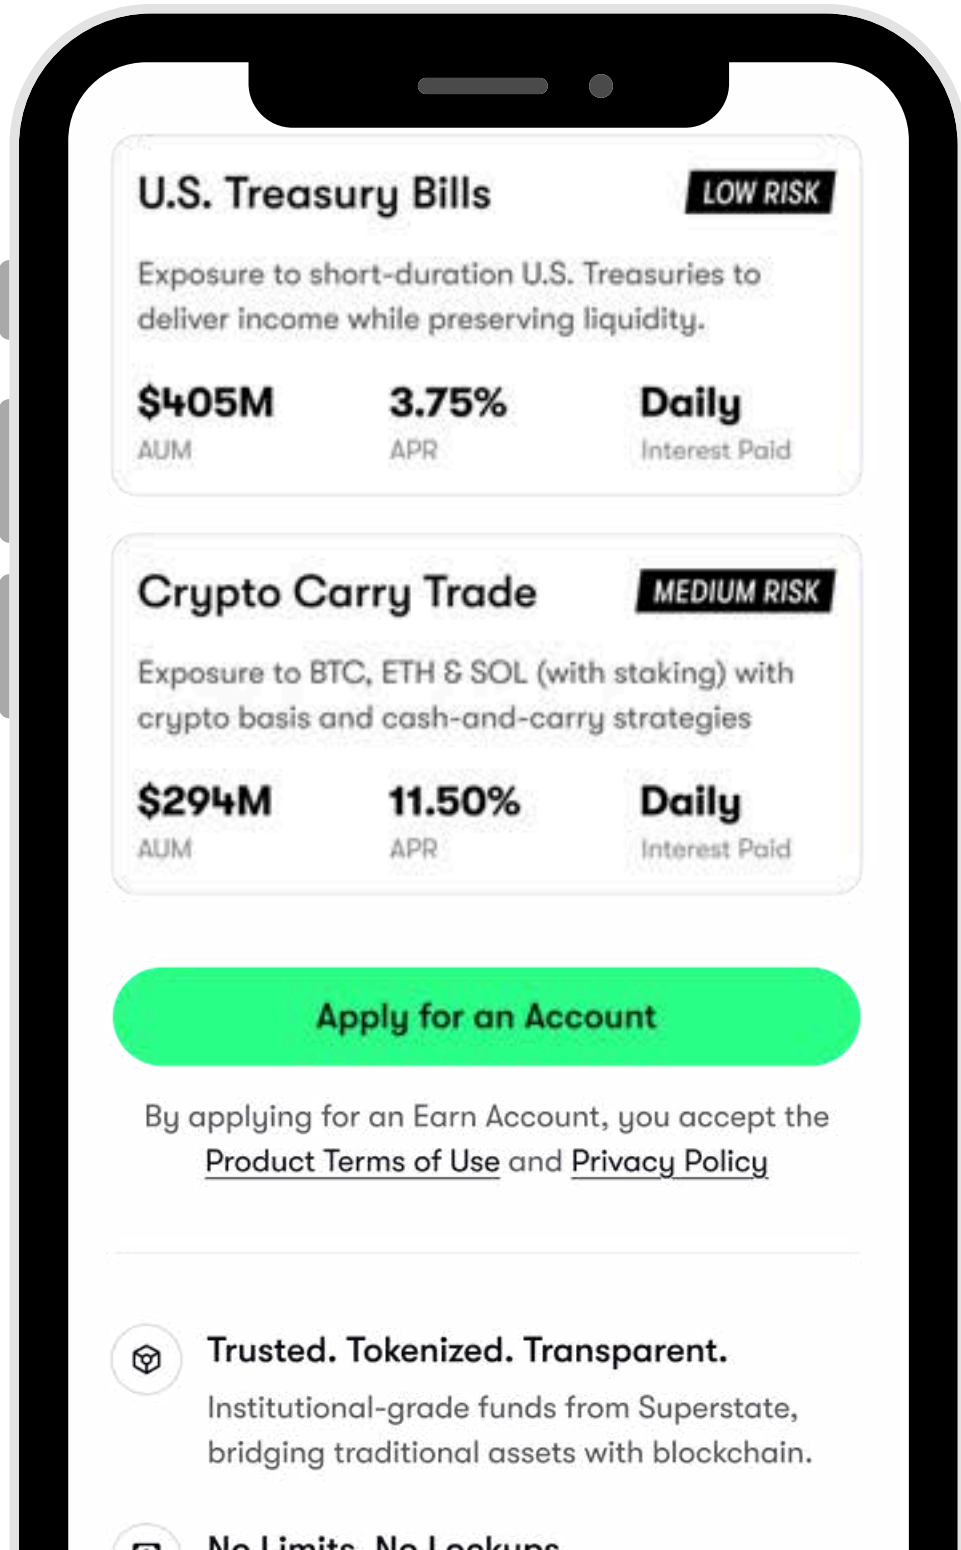 U.S. Treasury Bills
LOW RISK
Exposure to short-duration U.S. Treasuries to
deliver income while preserving liquidity.
$405M
3.75%
Daily
AUM
APR
Interest Paid
Crypto Carry Trade
MEDIUM RISK
Exposure to BTC, ETH & SOL (with staking) with
crypto basis and cash-and-carry strategies
$294M
11.50%
Daily
AUM
APR
Interest Paid
Apply for an Account
By applying for an Earn Account, you accept the
Product Terms of Use and Privacy Policy
Trusted. Tokenized. Transparent.
Institutional-grade funds from Superstate,
bridging traditional assets with blockchain.
No Limits. No Lockups.